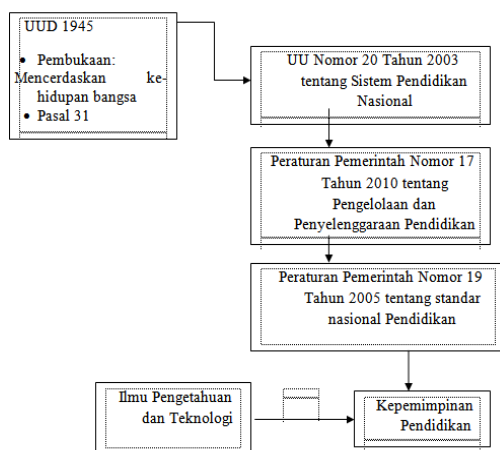 UUD 1945
• Pembukaan:
Mencerdaskan ke-
hidupan bangsa
• Pasal 31
UU Nomor 20 Tahun 2003
tentang Sistem Pendidikan
Nasional
Peraturan Pemerintah Nomor 17
Tahun 2010 tentang
Pengelolaan dan
Penyelenggaraan Pendidikan
Peraturan Pemerintah Nomor 19
Tahun 2005 tentang standar
nasional Pendidikan
Ilmu Pengetahuan
dan Teknologi
Kepemimpinan
Pendidikan